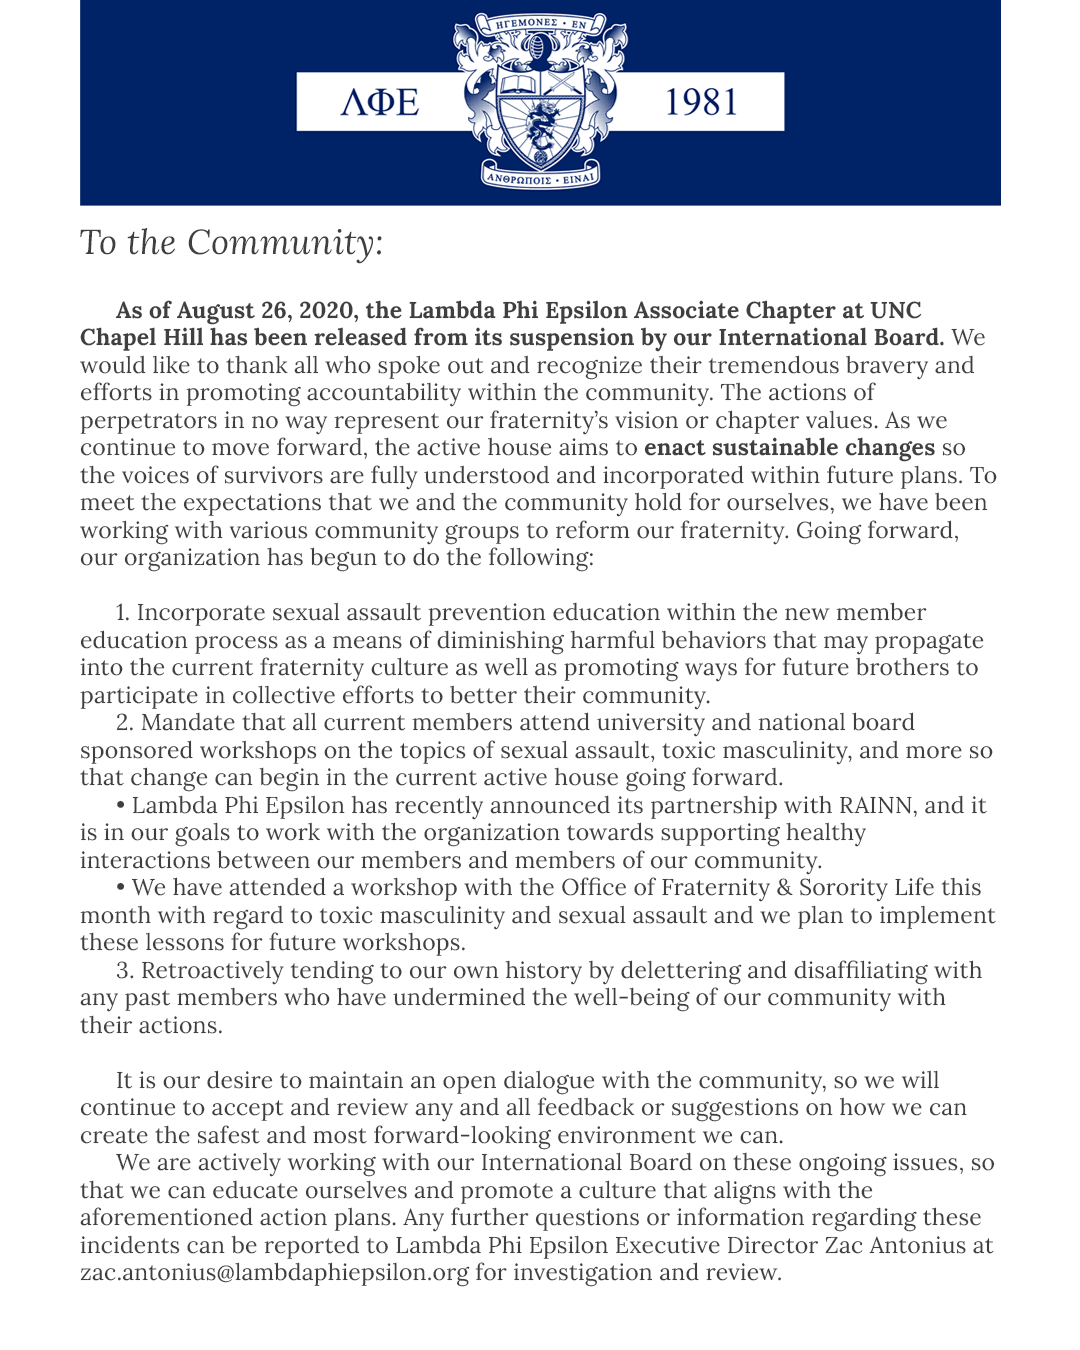 ἩΓΕΜΟΝΕΣ • ΕΝ
ΛΦΕ
1981
ΑΝΘΡΩΠΟΙΣ • ΕΙΝΑΙ
To the Community:
As of August 26, 2020, the Lambda Phi Epsilon Associate Chapter at UNC
Chapel Hill has been released from its suspension by our International Board. We
would like to thank all who spoke out and recognize their tremendous bravery and
efforts in promoting accountability within the community. The actions of
perpetrators in no way represent our fraternity’s vision or chapter values. As we
continue to move forward, the active house aims to enact sustainable changes so
the voices of survivors are fully understood and incorporated within future plans. To
meet the expectations that we and the community hold for ourselves, we have been
working with various community groups to reform our fraternity. Going forward,
our organization has begun to do the following:
1. Incorporate sexual assault prevention education within the new member
education process as a means of diminishing harmful behaviors that may propagate
into the current fraternity culture as well as promoting ways for future brothers to
participate in collective efforts to better their community.
2. Mandate that all current members attend university and national board
sponsored workshops on the topics of sexual assault, toxic masculinity, and more so
that change can begin in the current active house going forward.
• Lambda Phi Epsilon has recently announced its partnership with RAINN, and it
is in our goals to work with the organization towards supporting healthy
interactions between our members and members of our community.
• We have attended a workshop with the Office of Fraternity & Sorority Life this
month with regard to toxic masculinity and sexual assault and we plan to implement
these lessons for future workshops.
3. Retroactively tending to our own history by delettering and disaffiliating with
any past members who have undermined the well-being of our community with
their actions.
It is our desire to maintain an open dialogue with the community, so we will
continue to accept and review any and all feedback or suggestions on how we can
create the safest and most forward-looking environment we can.
We are actively working with our International Board on these ongoing issues, so
that we can educate ourselves and promote a culture that aligns with the
aforementioned action plans. Any further questions or information regarding these
incidents can be reported to Lambda Phi Epsilon Executive Director Zac Antonius at
zac.antonius@lambdaphiepsilon.org for investigation and review.